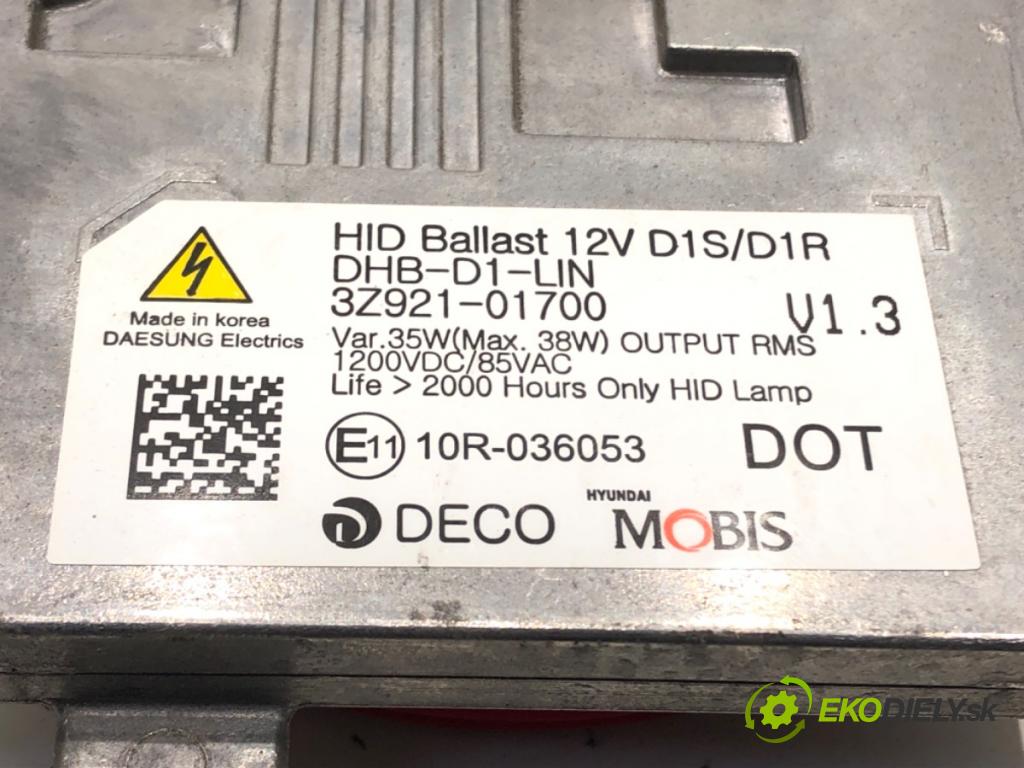 HID Ballast 12V D1S/D1R
DHB-D1-LIN
3Z921-01700
V1.3
Made in korea
DAESUNG Electrics
Var.35W(Max. 38W) OUTPUT RMS
1200VDC/85VAC
Life > 2000 Hours Only HID Lamp
E11 10R-036053
DOT
DECO
HYUNDAI
MOBIS
EKODIELY.sk